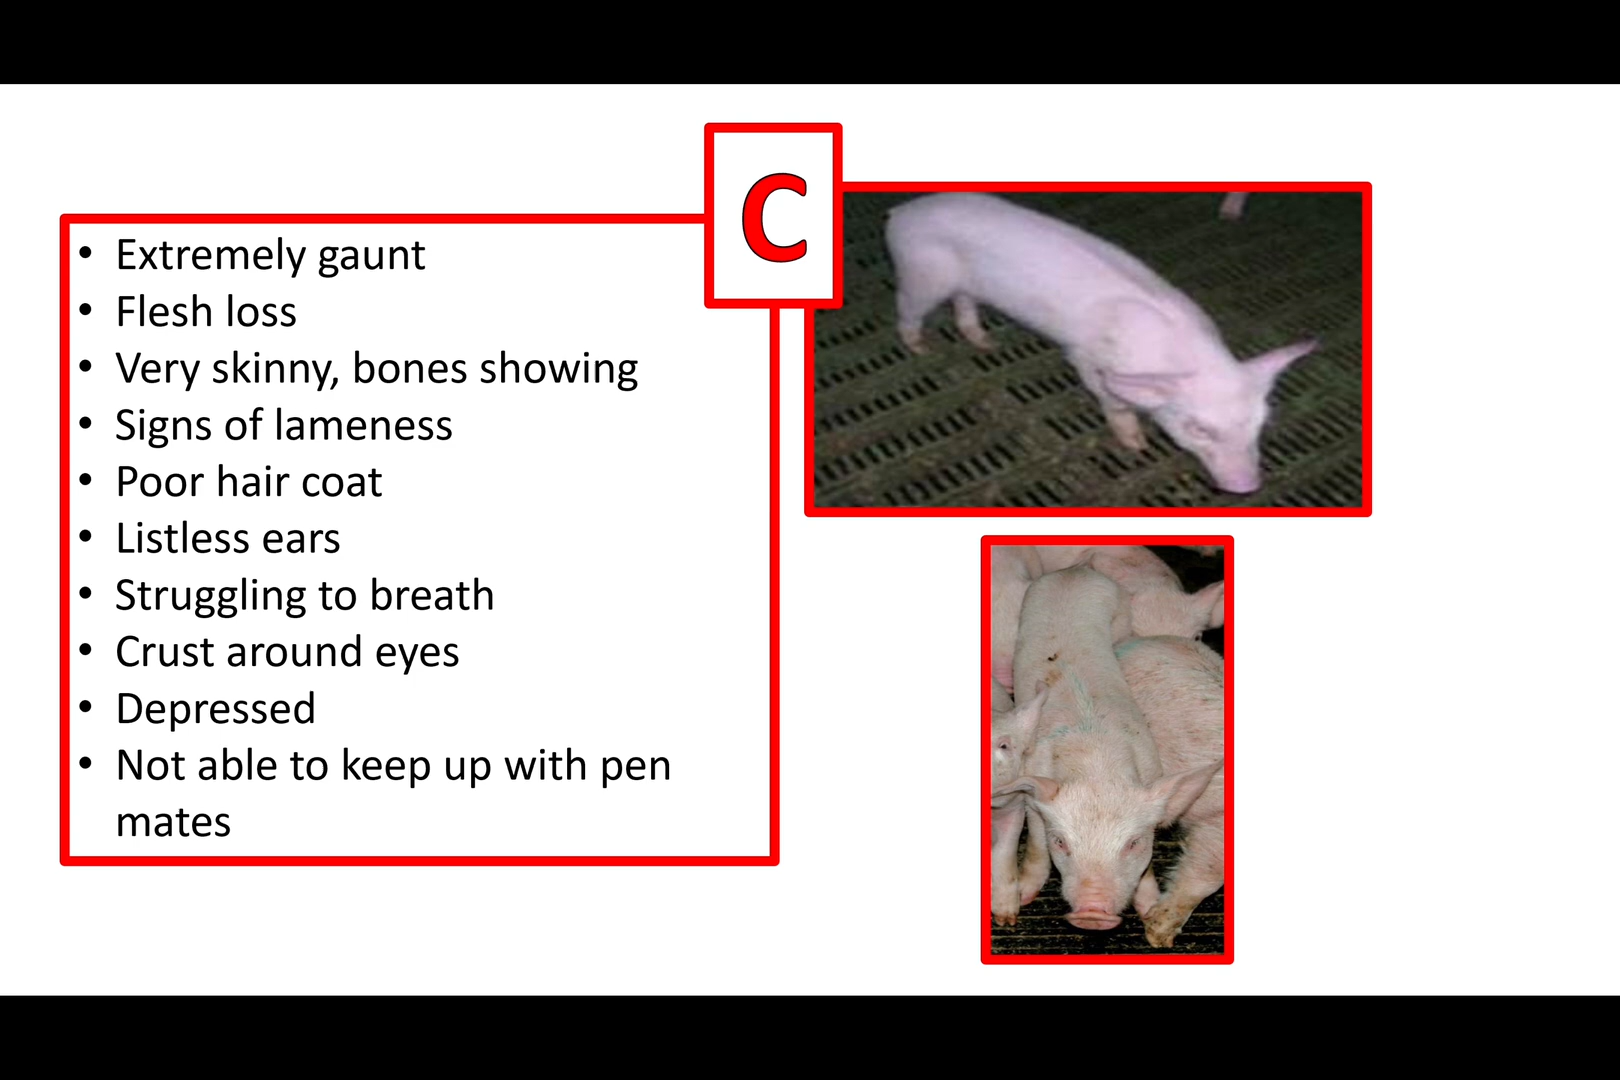 C
• Extremely gaunt
• Flesh loss
• Very skinny, bones showing
• Signs of lameness
• Poor hair coat
• Listless ears
• Struggling to breath
• Crust around eyes
• Depressed
• Not able to keep up with pen
mates